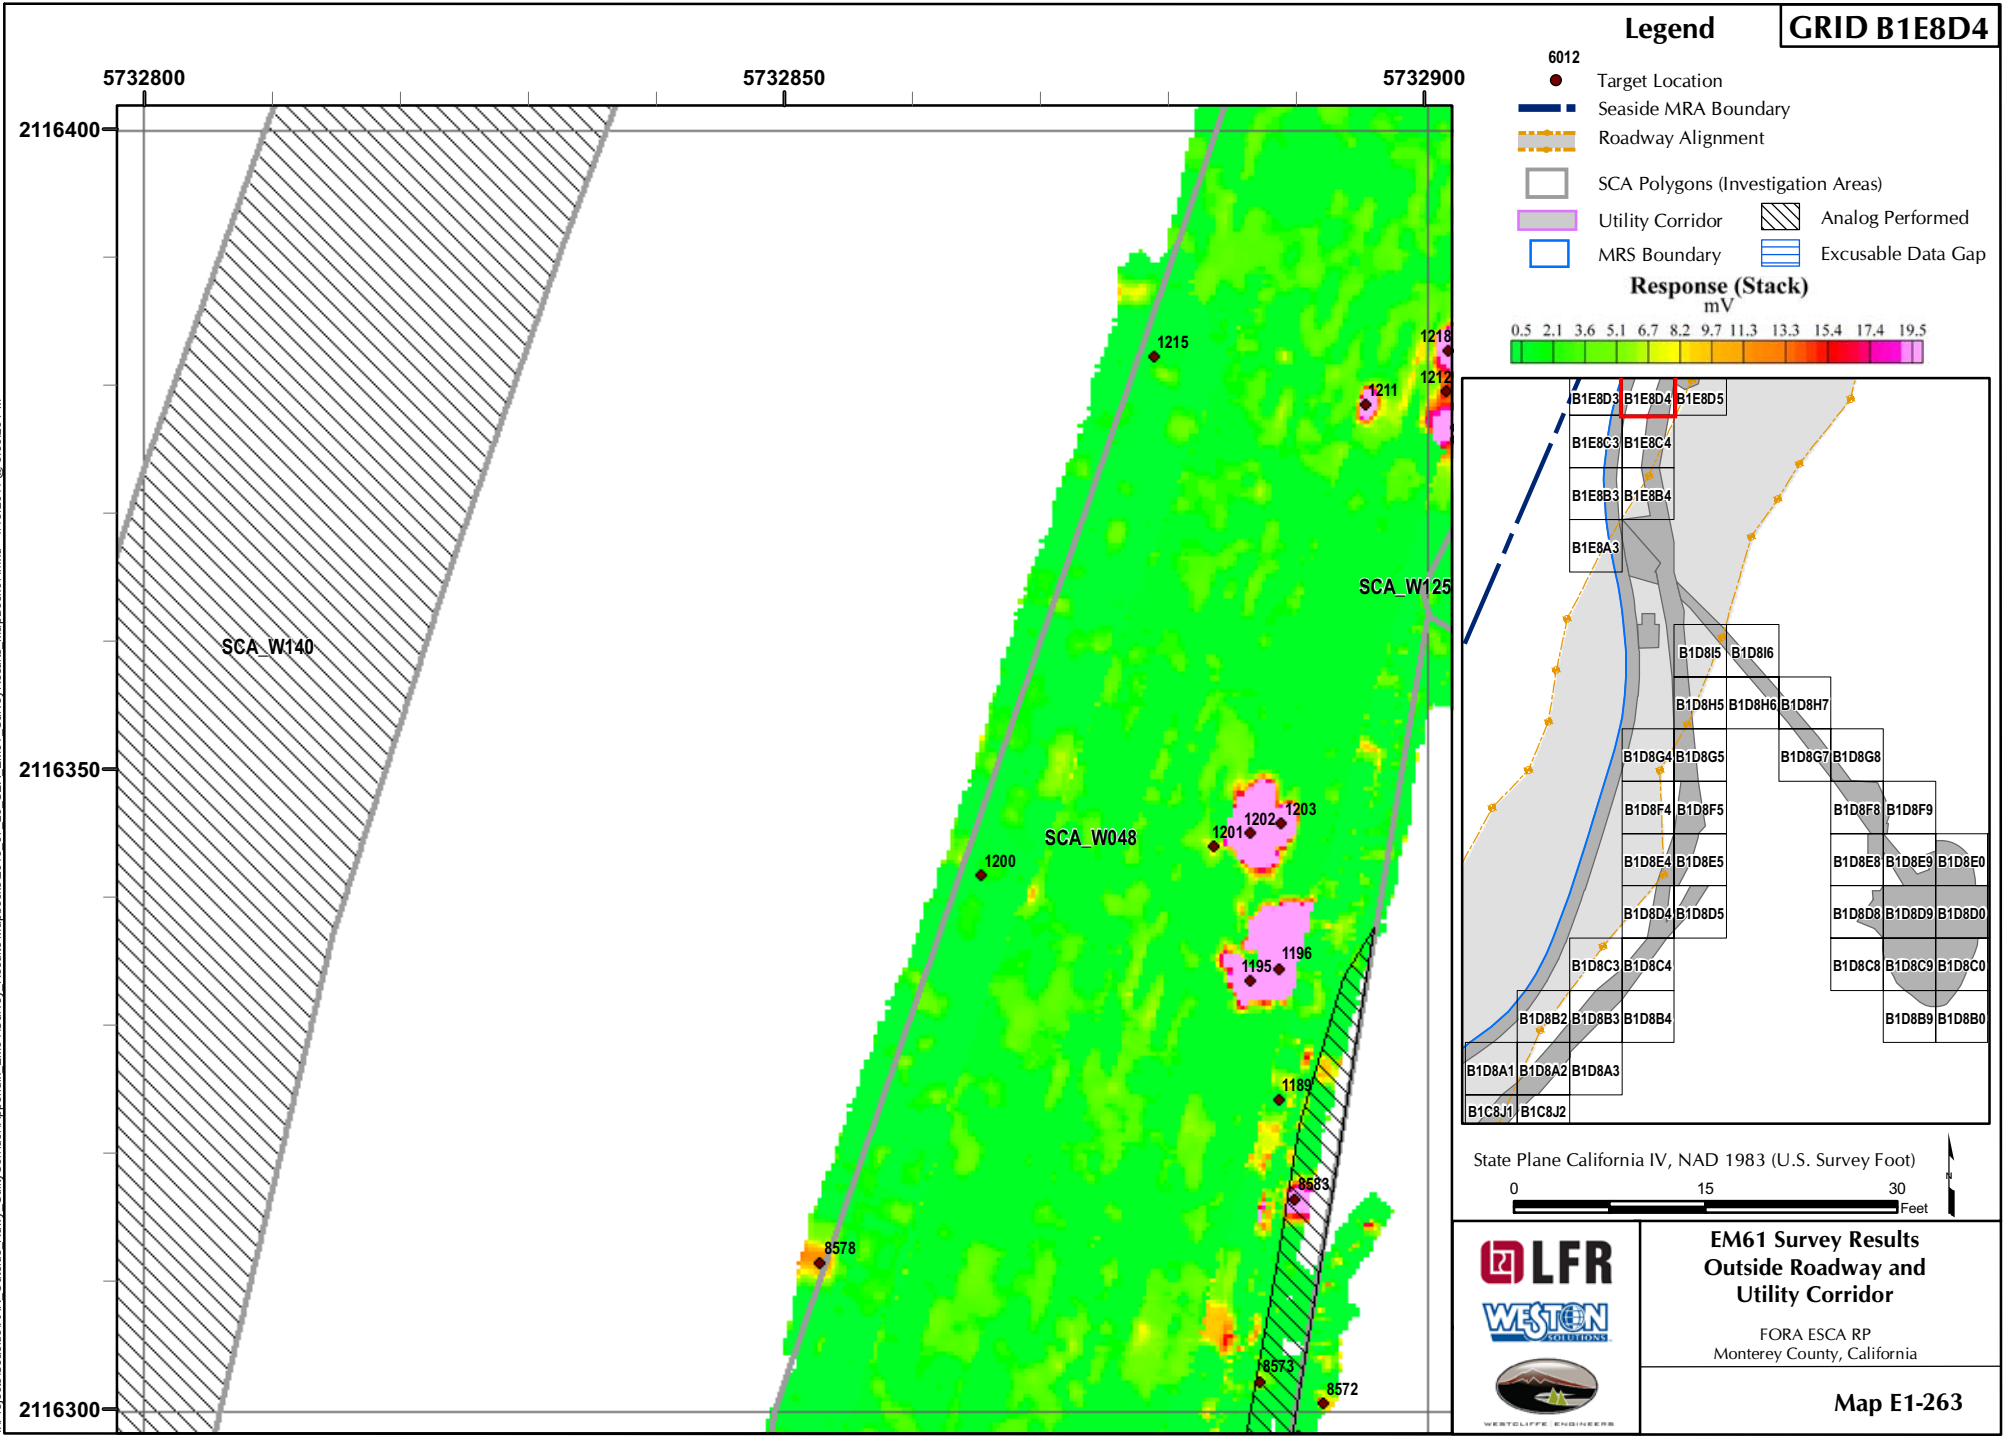 GRID B1E8D4
Legend
6012
Target Location
Seaside MRA Boundary
Roadway Alignment
SCA Polygons (Investigation Areas)
Utility Corridor
Analog Performed
MRS Boundary
Excusable Data Gap
Response (Stack)
mV
0.5 2.1 3.6 5.1 6.7 8.2 9.7 11.3 13.3 15.4 17.4 19.5
5732800 5732850 5732900
2116400
2116350
2116300
1215
1218
1212
1211
SCA_W125
SCA_W140
SCA_W048
1203
1202
1201
1200
1196
1195
1189
8583
8578
8573
8572
B1E8D3 B1E8D4 B1E8D5
B1E8C3 B1E8C4
B1E8B3 B1E8B4
B1E8A3
B1D8I5 B1D8I6
B1D8H5 B1D8H6 B1D8H7
B1D8G4 B1D8G5 B1D8G7 B1D8G8
B1D8F4 B1D8F5 B1D8F8 B1D8F9
B1D8E4 B1D8E5 B1D8E8 B1D8E9 B1D8E0
B1D8D4 B1D8D5 B1D8D8 B1D8D9 B1D8D0
B1D8C3 B1D8C4 B1D8C8 B1D8C9 B1D8C0
B1D8B2 B1D8B3 B1D8B4 B1D8B9 B1D8B0
B1D8A1 B1D8A2 B1D8A3
B1C8J1 B1C8J2
State Plane California IV, NAD 1983 (U.S. Survey Foot)
N
0 15 30
Feet
LFR
WESTON
SOLUTIONS
WESTCLIFFE ENGINEERS
EM61 Survey Results
Outside Roadway and
Utility Corridor
FORA ESCA RP
Monterey County, California
Map E1-263